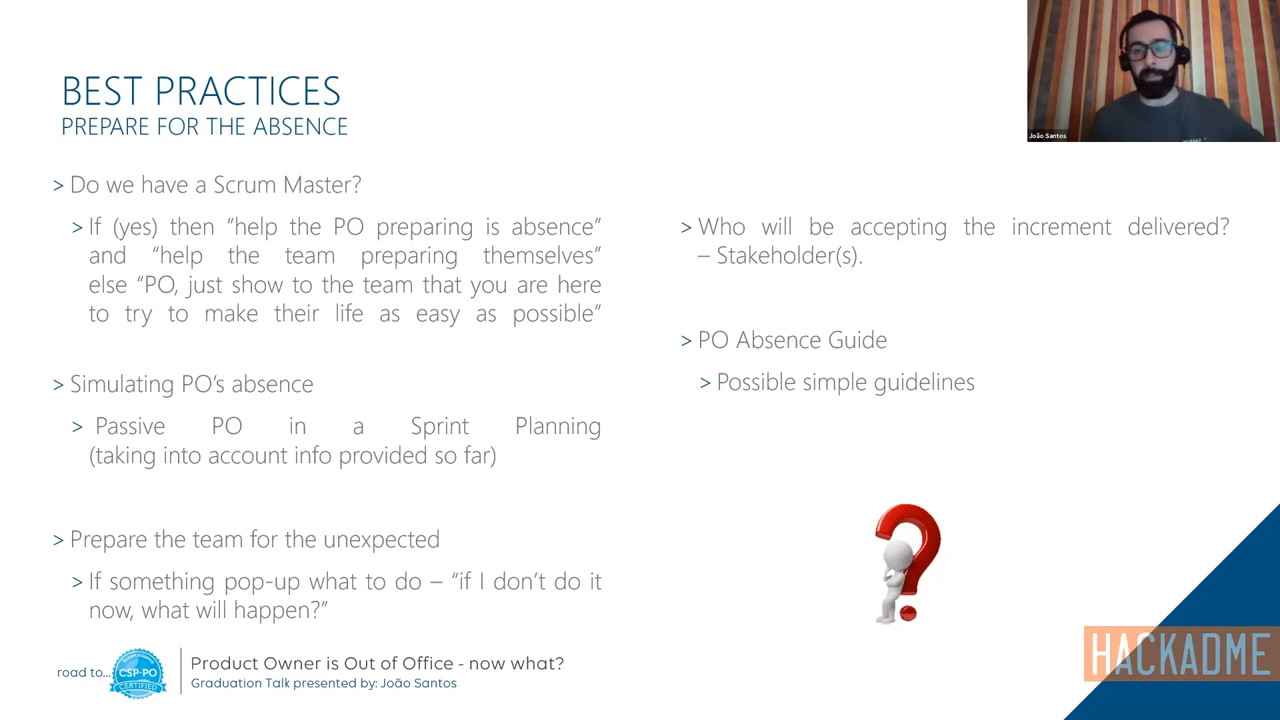 BEST PRACTICES
PREPARE FOR THE ABSENCE
> Do we have a Scrum Master?
> If (yes) then “help the PO preparing is absence”
and “help the team preparing themselves”
else “PO, just show to the team that you are here
to try to make their life as easy as possible”
> Simulating PO’s absence
> Passive PO in a Sprint Planning
(taking into account info provided so far)
> Prepare the team for the unexpected
> If something pop-up what to do – “if I don’t do it
now, what will happen?”
> Who will be accepting the increment delivered?
– Stakeholder(s).
> PO Absence Guide
> Possible simple guidelines
João Santos
road to...
CSP-PO
CERTIFIED
Product Owner is Out of Office - now what?
Graduation Talk presented by: João Santos
HACKADME